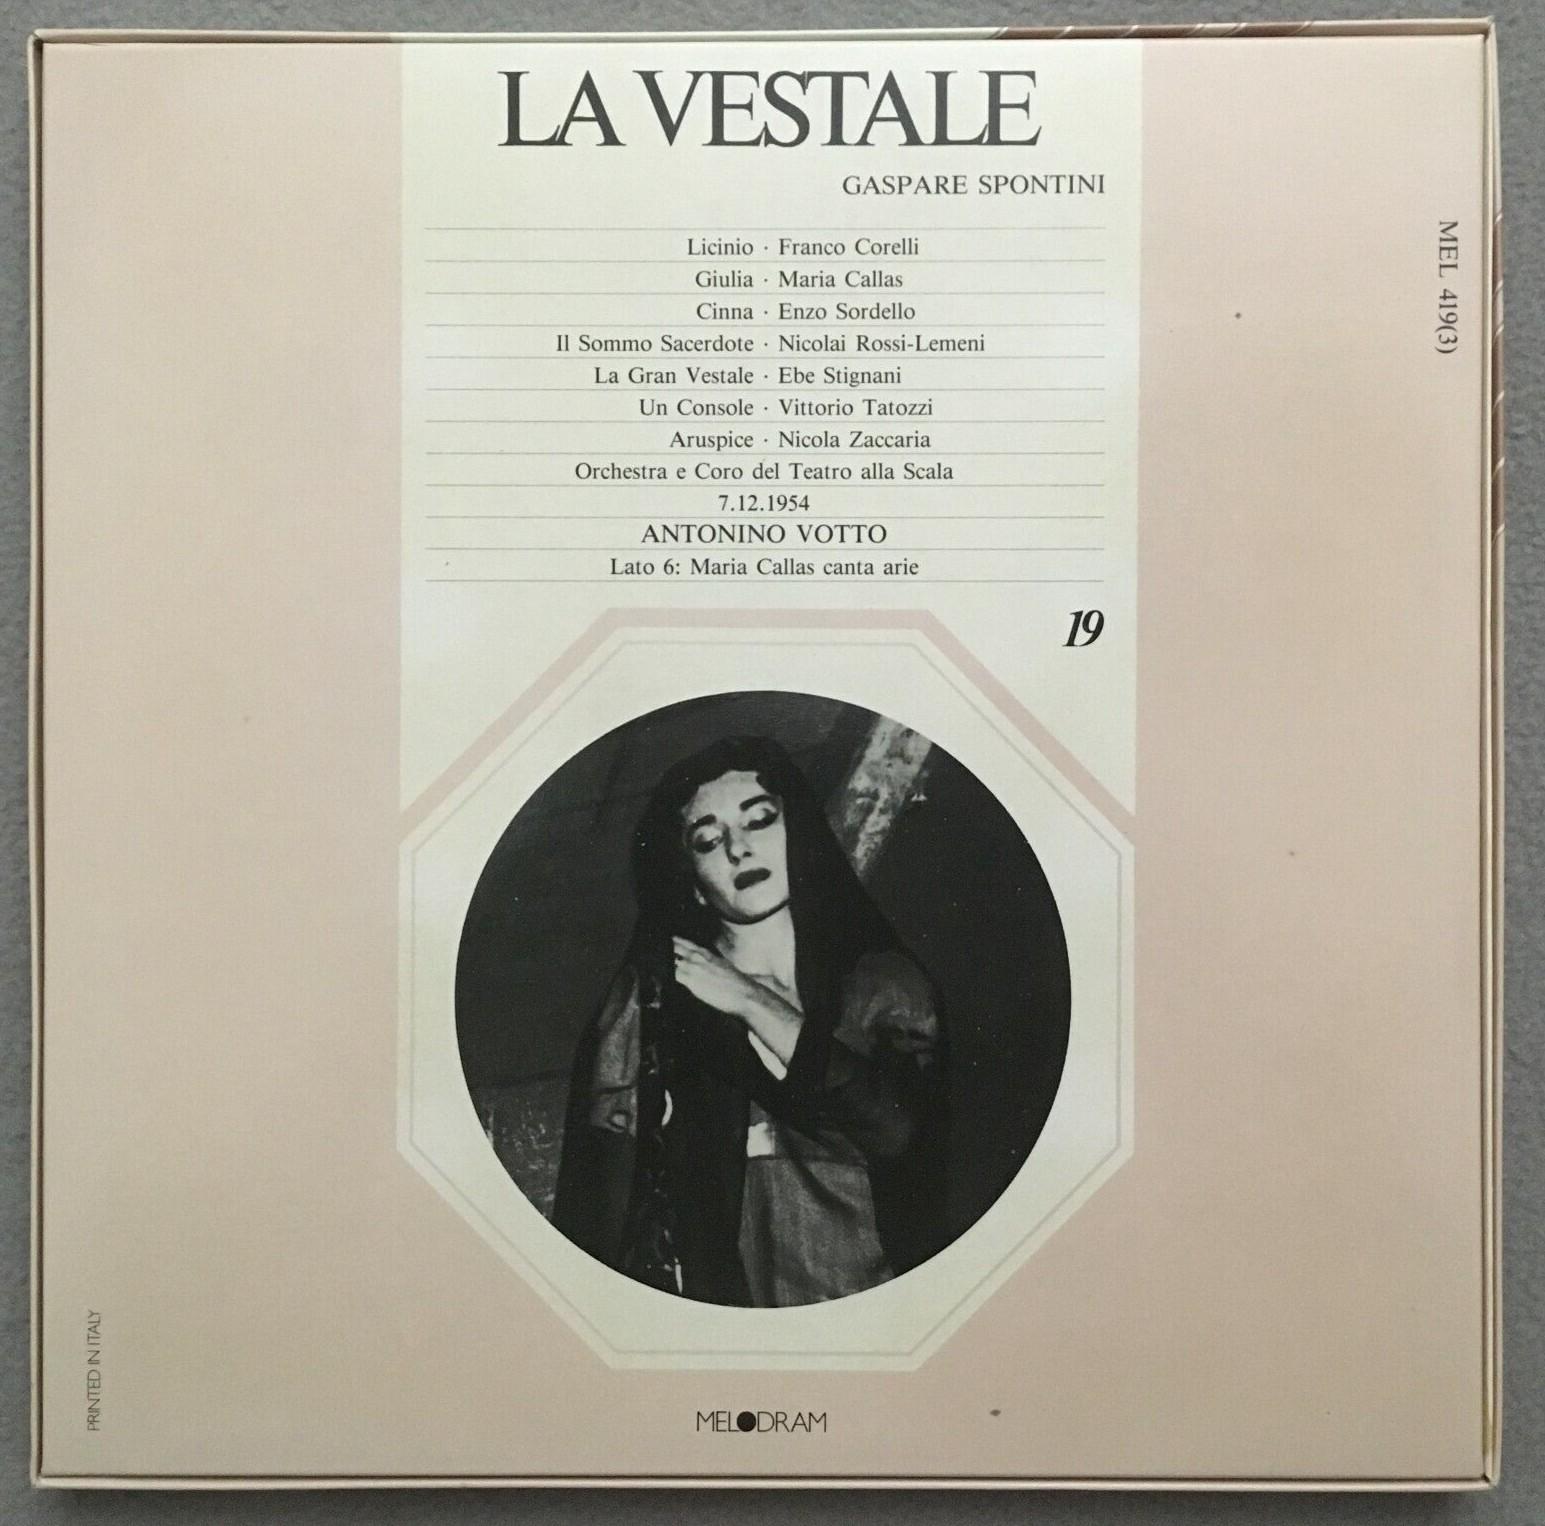 LA VESTALE
GASPARE SPONTINI
MEL 419(3)
Licinio · Franco Corelli
Giulia · Maria Callas
Cinna · Enzo Sordello
Il Sommo Sacerdote · Nicolai Rossi-Lemeni
La Gran Vestale · Ebe Stignani
Un Console · Vittorio Tatozzi
Aruspice · Nicola Zaccaria
Orchestra e Coro del Teatro alla Scala
7.12.1954
ANTONINO VOTTO
Lato 6: Maria Callas canta arie
19
PRINTED IN ITALY
MELODRAM